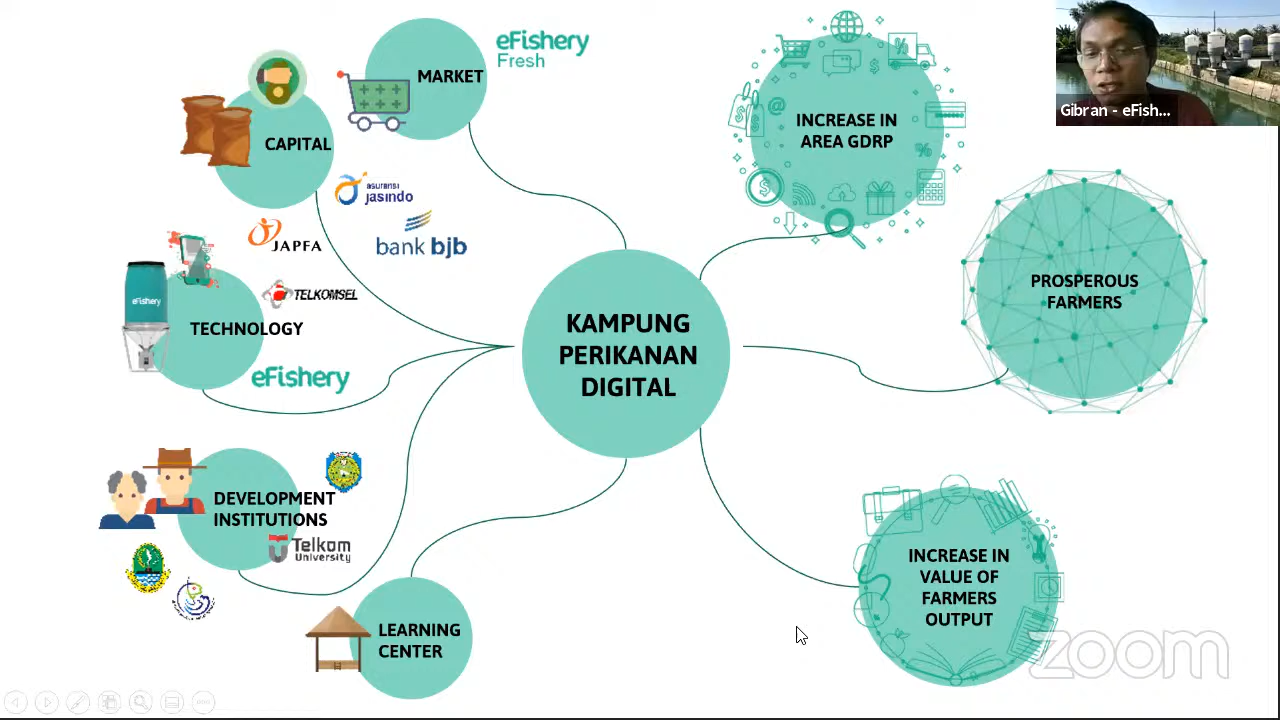 MARKET
eFishery
Fresh
CAPITAL
asuransi
jasindo
JAPFA
bank bjb
TELKOMSEL
eFishery
TECHNOLOGY
eFishery
DEVELOPMENT
INSTITUTIONS
Telkom
University
LEARNING
CENTER
KAMPUNG
PERIKANAN
DIGITAL
INCREASE IN
AREA GDRP
PROSPEROUS
FARMERS
INCREASE IN
VALUE OF
FARMERS
OUTPUT
Gibran - eFish...
zoom